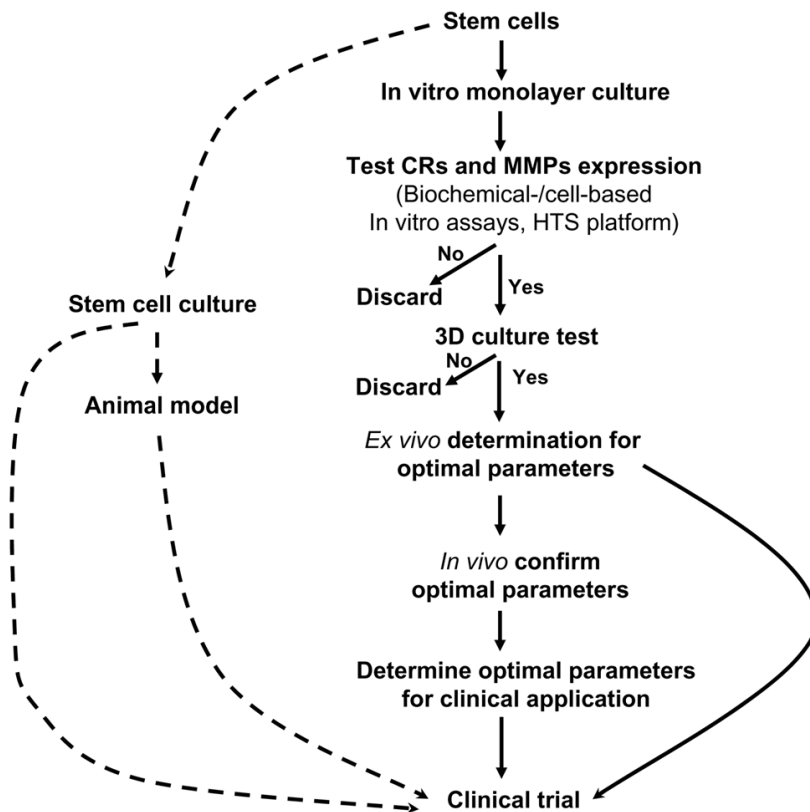 Stem cells
In vitro monolayer culture
Test CRs and MMPs expression
(Biochemical-/cell-based
In vitro assays, HTS platform)
No
Yes
Discard
Stem cell culture
3D culture test
No
Yes
Discard
Animal model
Ex vivo determination for
optimal parameters
In vivo confirm
optimal parameters
Determine optimal parameters
for clinical application
Clinical trial